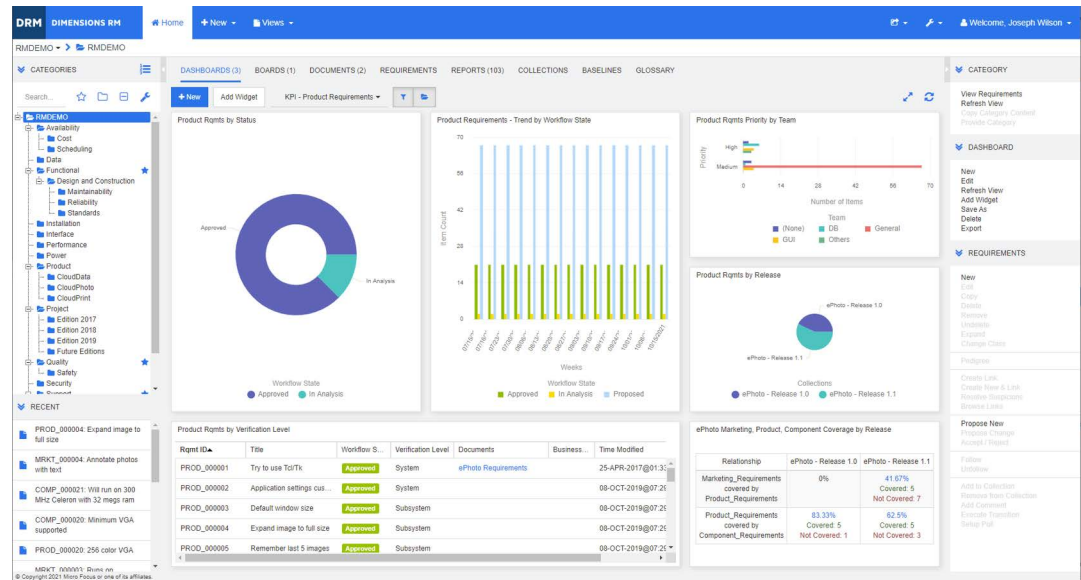 DRM DIMENSIONS RM Home + New Views Welcome, Joseph Wilson
RMDEMO RMDEMO
CATEGORIES
Search...
RMDEMO
Availability
Cost
Scheduling
Data
Functional
Design and Construction
Maintainability
Reliability
Standards
Installation
Interface
Performance
Power
Product
CloudData
CloudPhoto
CloudPrint
Project
Edition 2017
Edition 2018
Edition 2019
Future Editions
Quality
Safety
Security
Support
RECENT
PROD_000004: Expand image to
full size
MRKT_000004: Annotate photos
with text
COMP_000021: Will run on 300
MHz Celeron with 32 megs ram
COMP_000020: Minimum VGA
supported
PROD_000020: 256 color VGA
MRKT_000003: Runs on
© Copyright 2021 Micro Focus or one of its affiliates.
DASHBOARDS (3) BOARDS (1) DOCUMENTS (2) REQUIREMENTS REPORTS (103) COLLECTIONS BASELINES GLOSSARY
+ New Add Widget KPI - Product Requirements
Product Rqmts by Status
Approved
In Analysis
Workflow State
Approved In Analysis
Product Requirements - Trend by Workflow State
70
56
42
28
14
0
Item Count
10/15/2021
Weeks
Workflow State
Approved In Analysis Proposed
Product Rqmts Priority by Team
Priority
High
Medium
0 14 28 42 56 70
Number of Items
Team
(None) DB General
GUI Others
Product Rqmts by Release
ePhoto - Release 1.0
ePhoto - Release 1.1
Collections
ePhoto - Release 1.0 ePhoto - Release 1.1
Product Rqmts by Verification Level
Rqmt ID Title Workflow S... Verification Level Documents Business... Time Modified
PROD_000001 Try to use Tcl/Tk Approved System ePhoto Requirements 25-APR-2017@01:33
PROD_000002 Application settings cus... Approved System 08-OCT-2019@07:29
PROD_000003 Default window size Approved Subsystem 08-OCT-2019@07:29
PROD_000004 Expand image to full size Approved Subsystem 08-OCT-2019@07:29
PROD_000005 Remember last 5 images Approved Subsystem 08-OCT-2019@07:29
ePhoto Marketing, Product, Component Coverage by Release
Relationship ePhoto - Release 1.0 ePhoto - Release 1.1
Marketing_Requirements 0% 41.67%
covered by Covered: 5
Product_Requirements Not Covered: 7
Product_Requirements 83.33% 62.5%
covered by Covered: 5 Covered: 5
Component_Requirements Not Covered: 1 Not Covered: 3
CATEGORY
View Requirements
Refresh View
Copy Category Content
Provide Category
DASHBOARD
New
Edit
Refresh View
Add Widget
Save As
Delete
Export
REQUIREMENTS
New
Edit
Copy
Delete
Remove
Undelete
Expand
Change Class
Pedigree
Create Link
Create New & Link
Resolve Suspicions
Browse Links
Propose New
Propose Change
Accept / Reject
Follow
Unfollow
Add to Collection
Remove from Collection
Add Comment
Execute Transition
Setup Poll